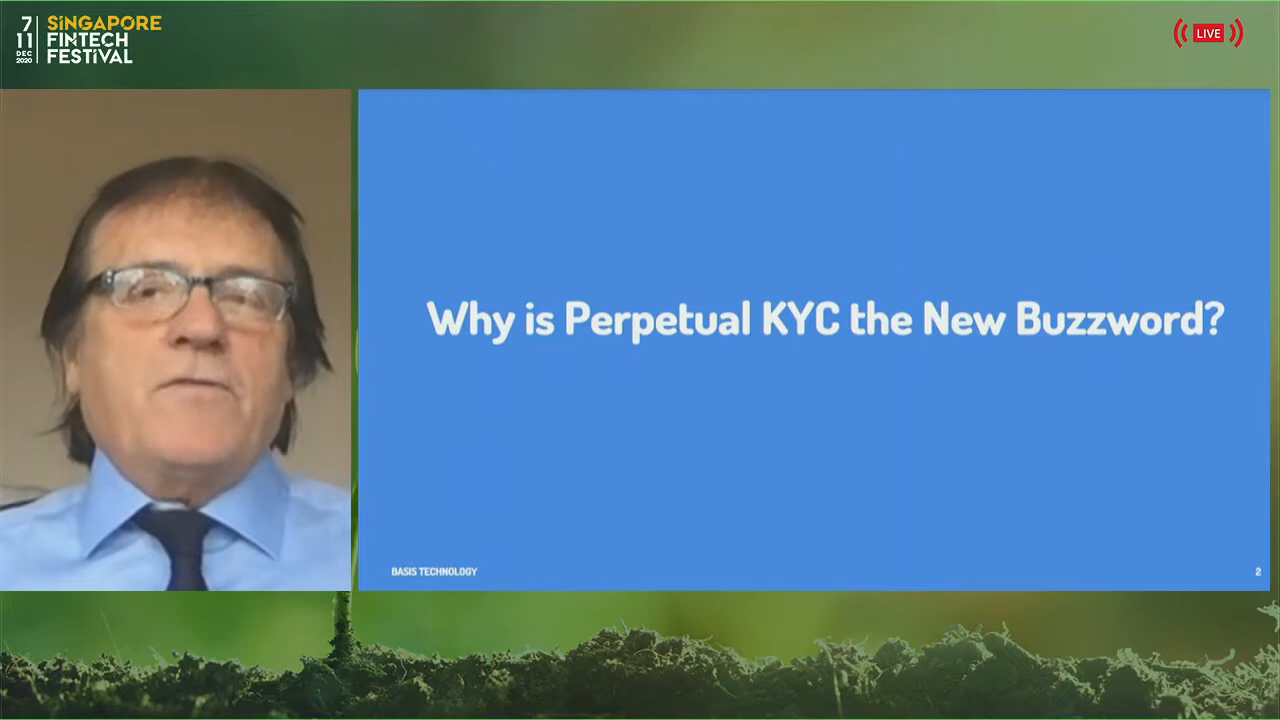 7
11
DEC
2020
SiNGAPORE
FiNTECH
FESTiVAL
LIVE
Why is Perpetual KYC the New Buzzword?
BASIS TECHNOLOGY
2